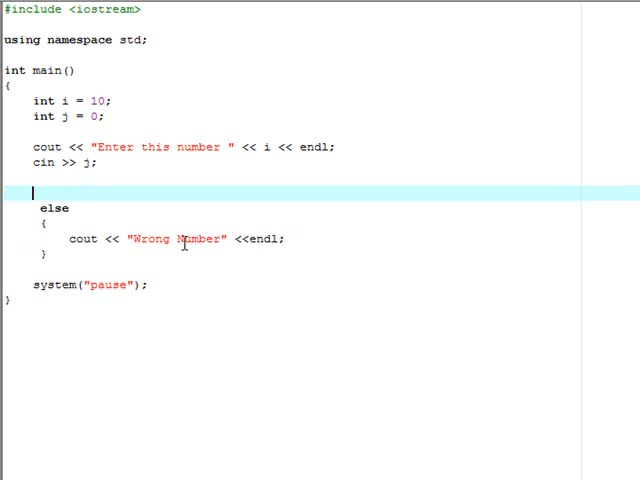 #include <iostream>
using namespace std;
int main()
{
int i = 10;
int j = 0;
cout << "Enter this number " << i << endl;
cin >> j;
else
{
cout << "Wrong Number" <<endl;
}
system("pause");
}